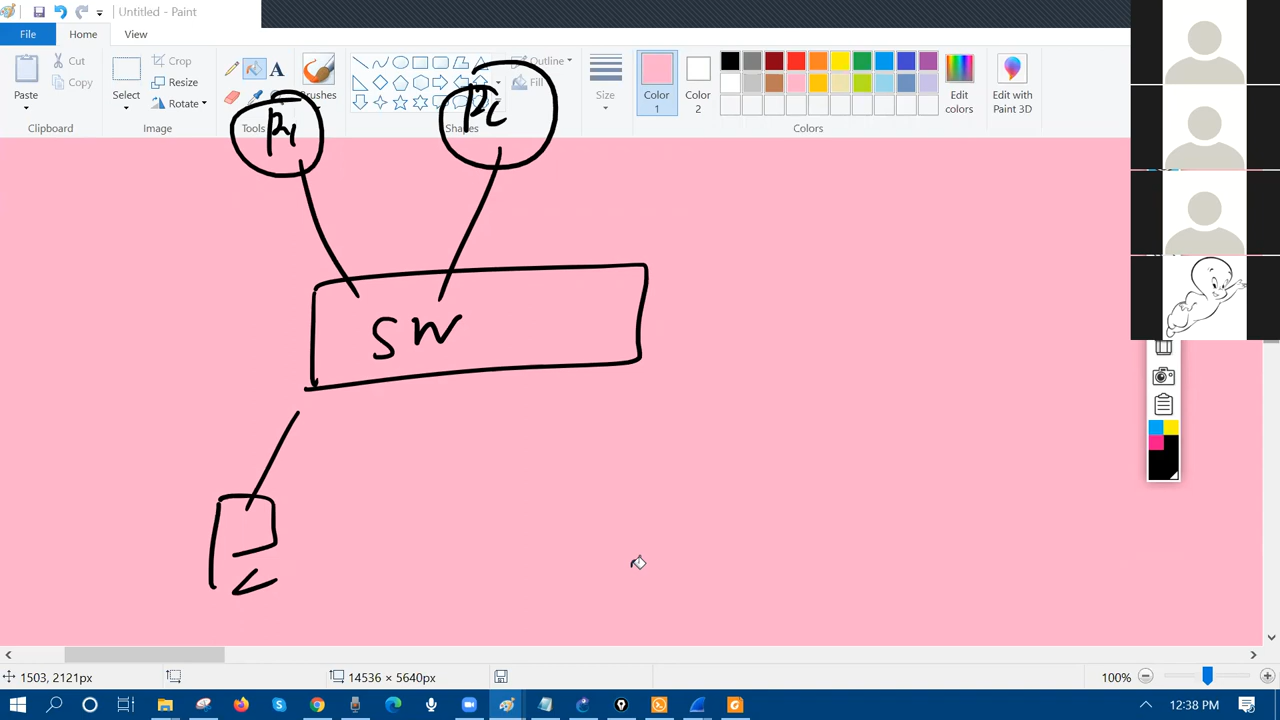 Untitled - Paint
File
Home
View
Paste
Cut
Copy
Clipboard
Select
Crop
Resize
Rotate
Image
Tools
Brushes
Shapes
Outline
Fill
Size
Color
1
Color
2
Colors
Edit
colors
Edit with
Paint 3D
SW
1503, 2121px
14536 × 5640px
100%
12:38 PM